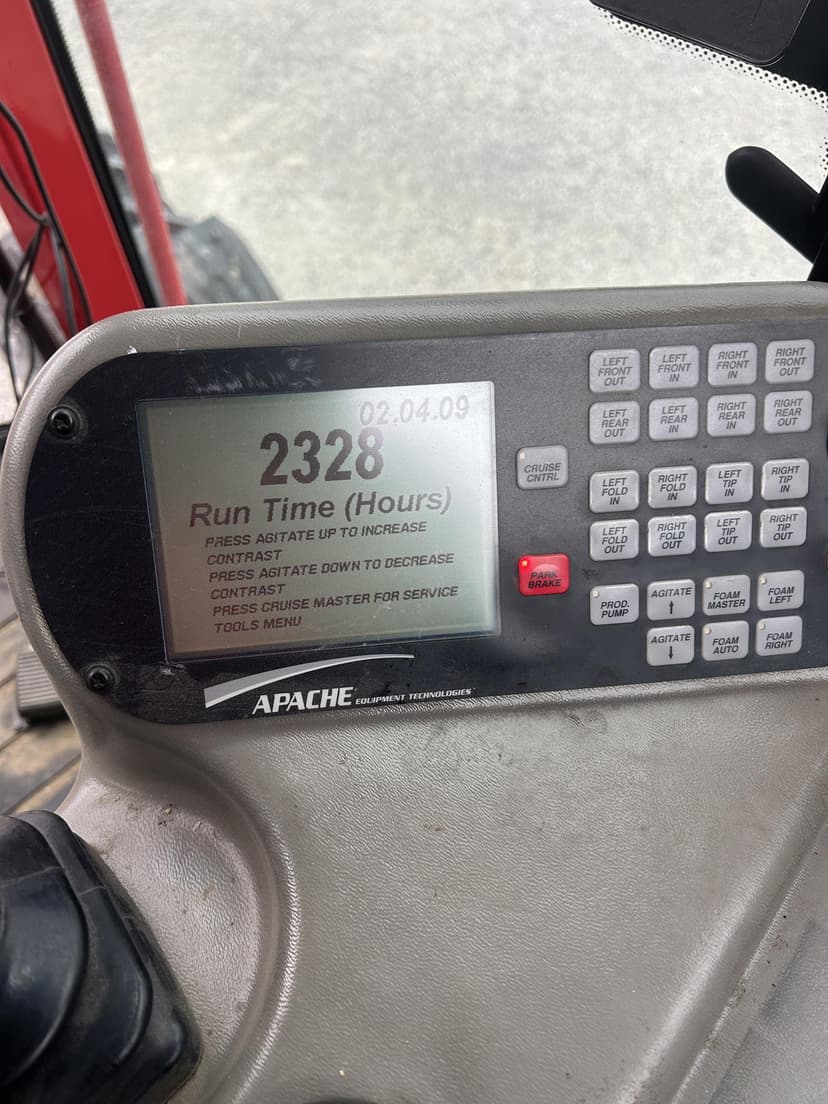 02.04.09
2328
Run Time (Hours)
PRESS AGITATE UP TO INCREASE
CONTRAST
PRESS AGITATE DOWN TO DECREASE
CONTRAST
PRESS CRUISE MASTER FOR SERVICE
TOOLS MENU
APACHE EQUIPMENT TECHNOLOGIES
CRUISE
CNTRL
PARK
BRAKE
LEFT
FRONT
OUT
LEFT
FRONT
IN
RIGHT
FRONT
IN
RIGHT
FRONT
OUT
LEFT
REAR
OUT
LEFT
REAR
IN
RIGHT
REAR
IN
RIGHT
REAR
OUT
LEFT
FOLD
IN
RIGHT
FOLD
IN
LEFT
TIP
IN
RIGHT
TIP
IN
LEFT
FOLD
OUT
RIGHT
FOLD
OUT
LEFT
TIP
OUT
RIGHT
TIP
OUT
PROD.
PUMP
AGITATE
↑
FOAM
MASTER
FOAM
LEFT
AGITATE
↓
FOAM
AUTO
FOAM
RIGHT